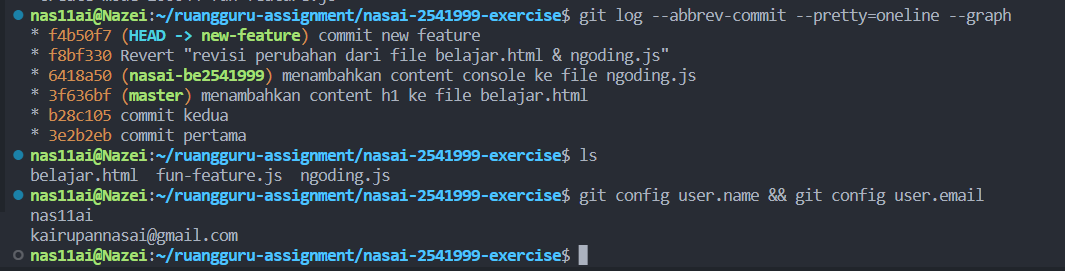 nas11ai@Nazei:~/ruangguru-assignment/nasai-2541999-exercise$ git log --abbrev-commit --pretty=oneline --graph
* f4b50f7 (HEAD -> new-feature) commit new feature
* f8bf330 Revert "revisi perubahan dari file belajar.html & ngoding.js"
* 6418a50 (nasai-be2541999) menambahkan content console ke file ngoding.js
* 3f636bf (master) menambahkan content h1 ke file belajar.html
* b28c105 commit kedua
* 3e2b2eb commit pertama
nas11ai@Nazei:~/ruangguru-assignment/nasai-2541999-exercise$ ls
belajar.html  fun-feature.js  ngoding.js
nas11ai@Nazei:~/ruangguru-assignment/nasai-2541999-exercise$ git config user.name && git config user.email
nas11ai
kairupannasai@gmail.com
nas11ai@Nazei:~/ruangguru-assignment/nasai-2541999-exercise$